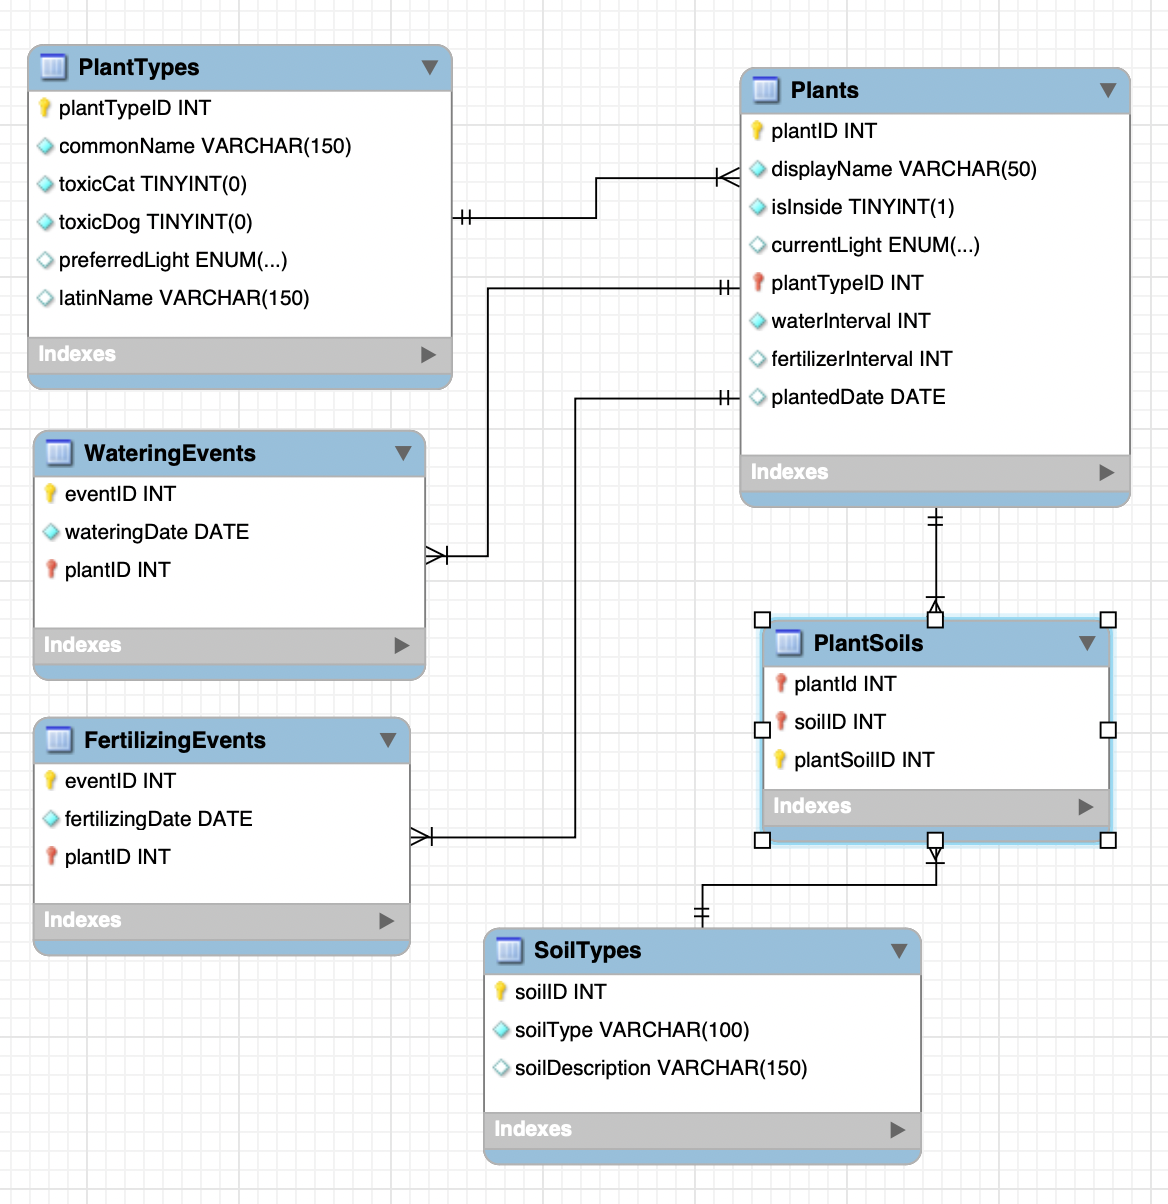 PlantTypes
plantTypeID INT
commonName VARCHAR(150)
toxicCat TINYINT(0)
toxicDog TINYINT(0)
preferredLight ENUM(...)
latinName VARCHAR(150)
Indexes
Plants
plantID INT
displayName VARCHAR(50)
isInside TINYINT(1)
currentLight ENUM(...)
plantTypeID INT
waterInterval INT
fertilizerInterval INT
plantedDate DATE
Indexes
WateringEvents
eventID INT
wateringDate DATE
plantID INT
Indexes
PlantSoils
plantId INT
soilID INT
plantSoilID INT
Indexes
FertilizingEvents
eventID INT
fertilizingDate DATE
plantID INT
Indexes
SoilTypes
soilID INT
soilType VARCHAR(100)
soilDescription VARCHAR(150)
Indexes